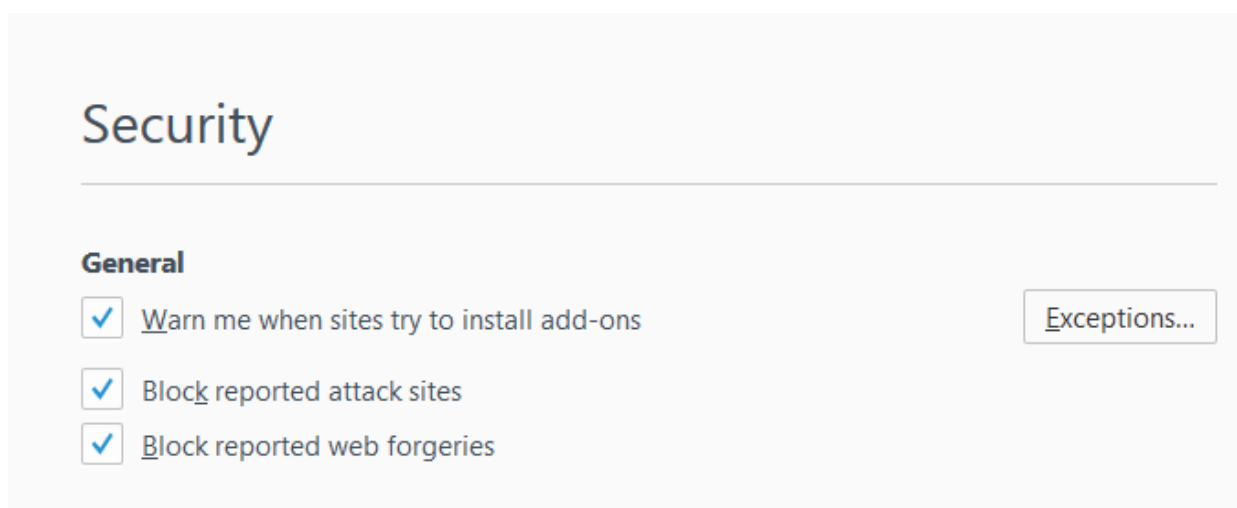 Security
General
Warn me when sites try to install add-ons
Exceptions...
Block reported attack sites
Block reported web forgeries